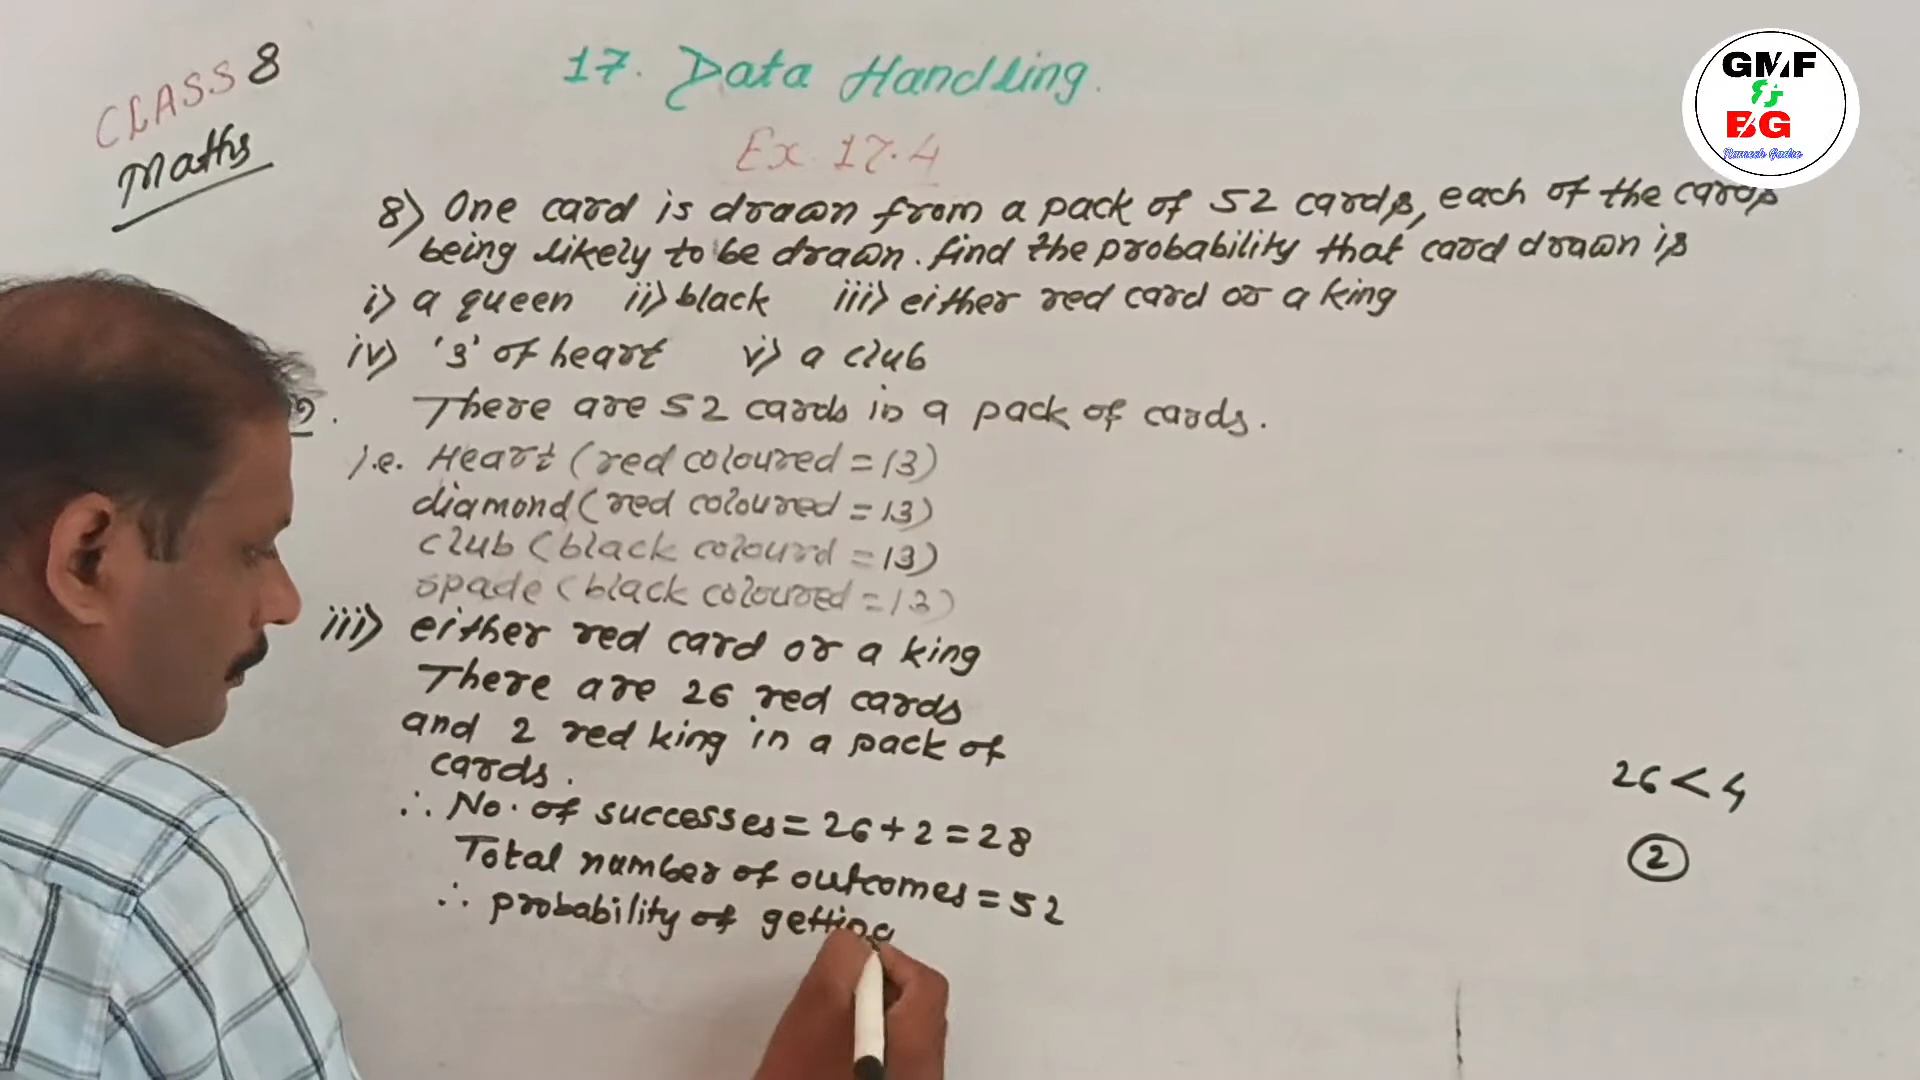 CLASS 8
Maths
17. Data Handling.
Ex. 17.4
GMF
&
BG
Ramesh Gadhe
8) One card is drawn from a pack of 52 cards, each of the cards
being likely to be drawn. find the probability that card drawn is
i) a queen ii) black iii) either red card or a king
iv) '3' of heart v) a club
There are 52 cards in a pack of cards.
i.e. Heart (red coloured = 13)
diamond (red coloured = 13)
club (black colourd = 13)
spade (black coloured = 13)
iii) either red card or a king
There are 26 red cards
and 2 red king in a pack of
cards.
∴ No. of successes = 26 + 2 = 28
Total number of outcomes = 52
∴ probability of getting
26 < 4
2